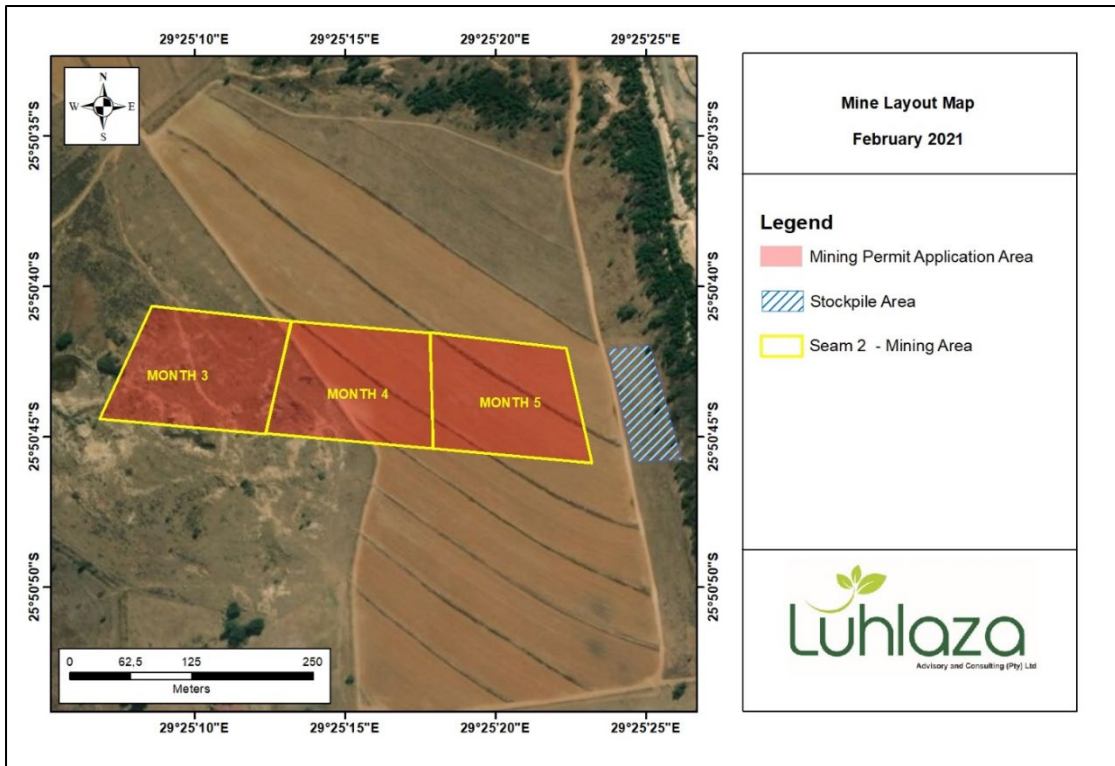 29°25'10"E 29°25'15"E 29°25'20"E 29°25'25"E
N
W E
S
25°50'35"S 25°50'35"S
25°50'40"S 25°50'40"S
MONTH 3
MONTH 4
MONTH 5
25°50'45"S 25°50'45"S
25°50'50"S 25°50'50"S
0 62,5 125 250
Meters
29°25'10"E 29°25'15"E 29°25'20"E 29°25'25"E
Mine Layout Map
February 2021
Legend
Mining Permit Application Area
Stockpile Area
Seam 2 - Mining Area
Luhlaza
Advisory and Consulting (Pty) Ltd